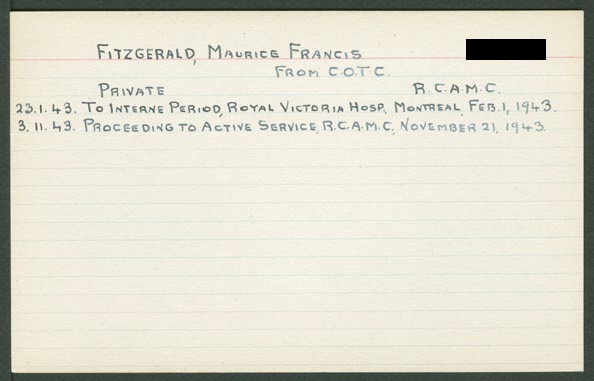 FITZGERALD, MAURICE FRANCIS
FROM C.O.T.C.
PRIVATE R.C.A.M.C.
23.1.43. TO INTERNE PERIOD, ROYAL VICTORIA HOSP, MONTREAL, FEB.1, 1943.
3.11.43. PROCEEDING TO ACTIVE SERVICE, R.C.A.M.C, NOVEMBER 21, 1943.